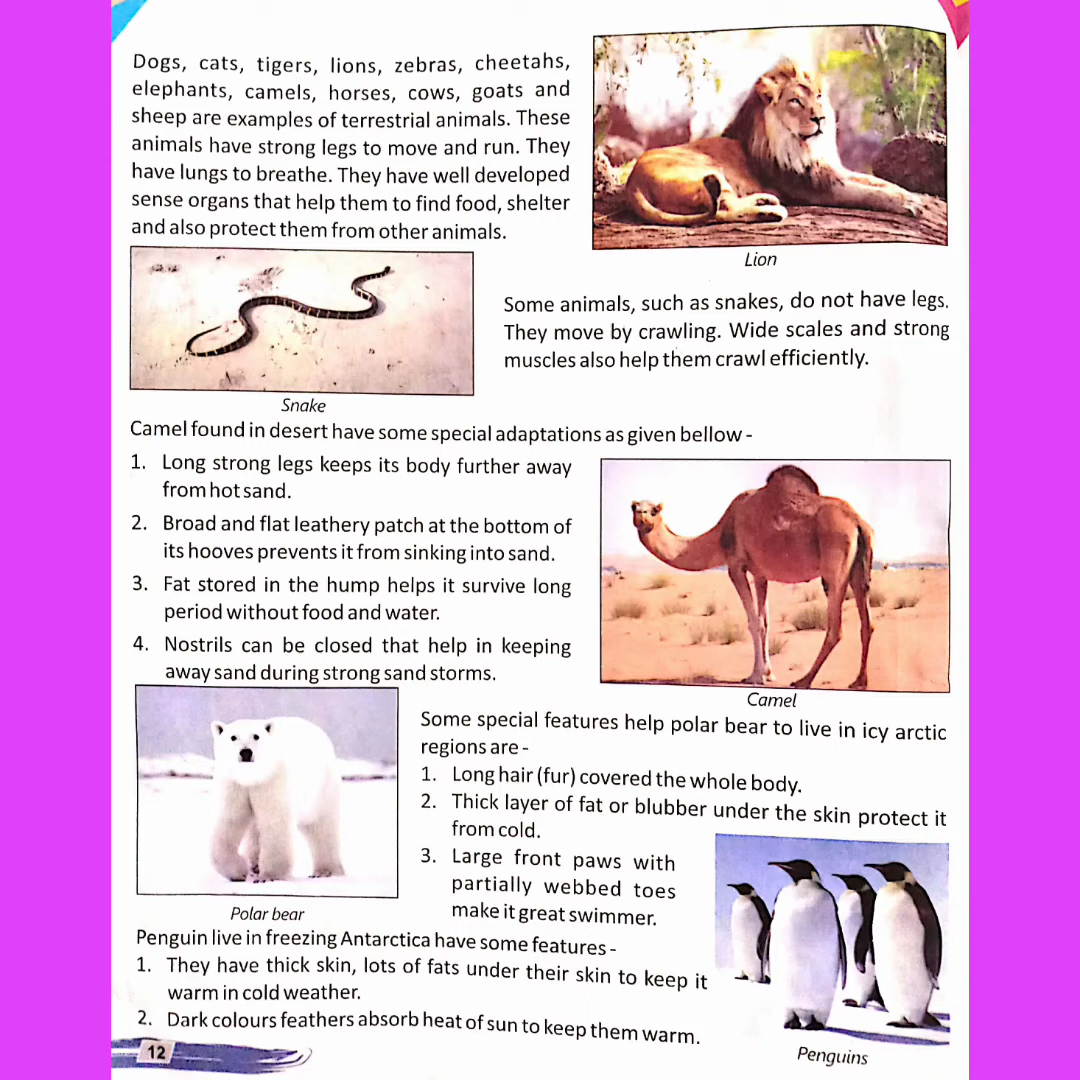 Dogs, cats, tigers, lions, zebras, cheetahs,
elephants, camels, horses, cows, goats and
sheep are examples of terrestrial animals. These
animals have strong legs to move and run. They
have lungs to breathe. They have well developed
sense organs that help them to find food, shelter
and also protect them from other animals.
Lion
Some animals, such as snakes, do not have legs.
They move by crawling. Wide scales and strong
muscles also help them crawl efficiently.
Snake
Camel found in desert have some special adaptations as given bellow -
1. Long strong legs keeps its body further away
from hot sand.
2. Broad and flat leathery patch at the bottom of
its hooves prevents it from sinking into sand.
3. Fat stored in the hump helps it survive long
period without food and water.
4. Nostrils can be closed that help in keeping
away sand during strong sand storms.
Camel
Some special features help polar bear to live in icy arctic
regions are -
1. Long hair (fur) covered the whole body.
2. Thick layer of fat or blubber under the skin protect it
from cold.
3. Large front paws with
partially webbed toes
make it great swimmer.
Polar bear
Penguin live in freezing Antarctica have some features -
1. They have thick skin, lots of fats under their skin to keep it
warm in cold weather.
2. Dark colours feathers absorb heat of sun to keep them warm.
Penguins
12